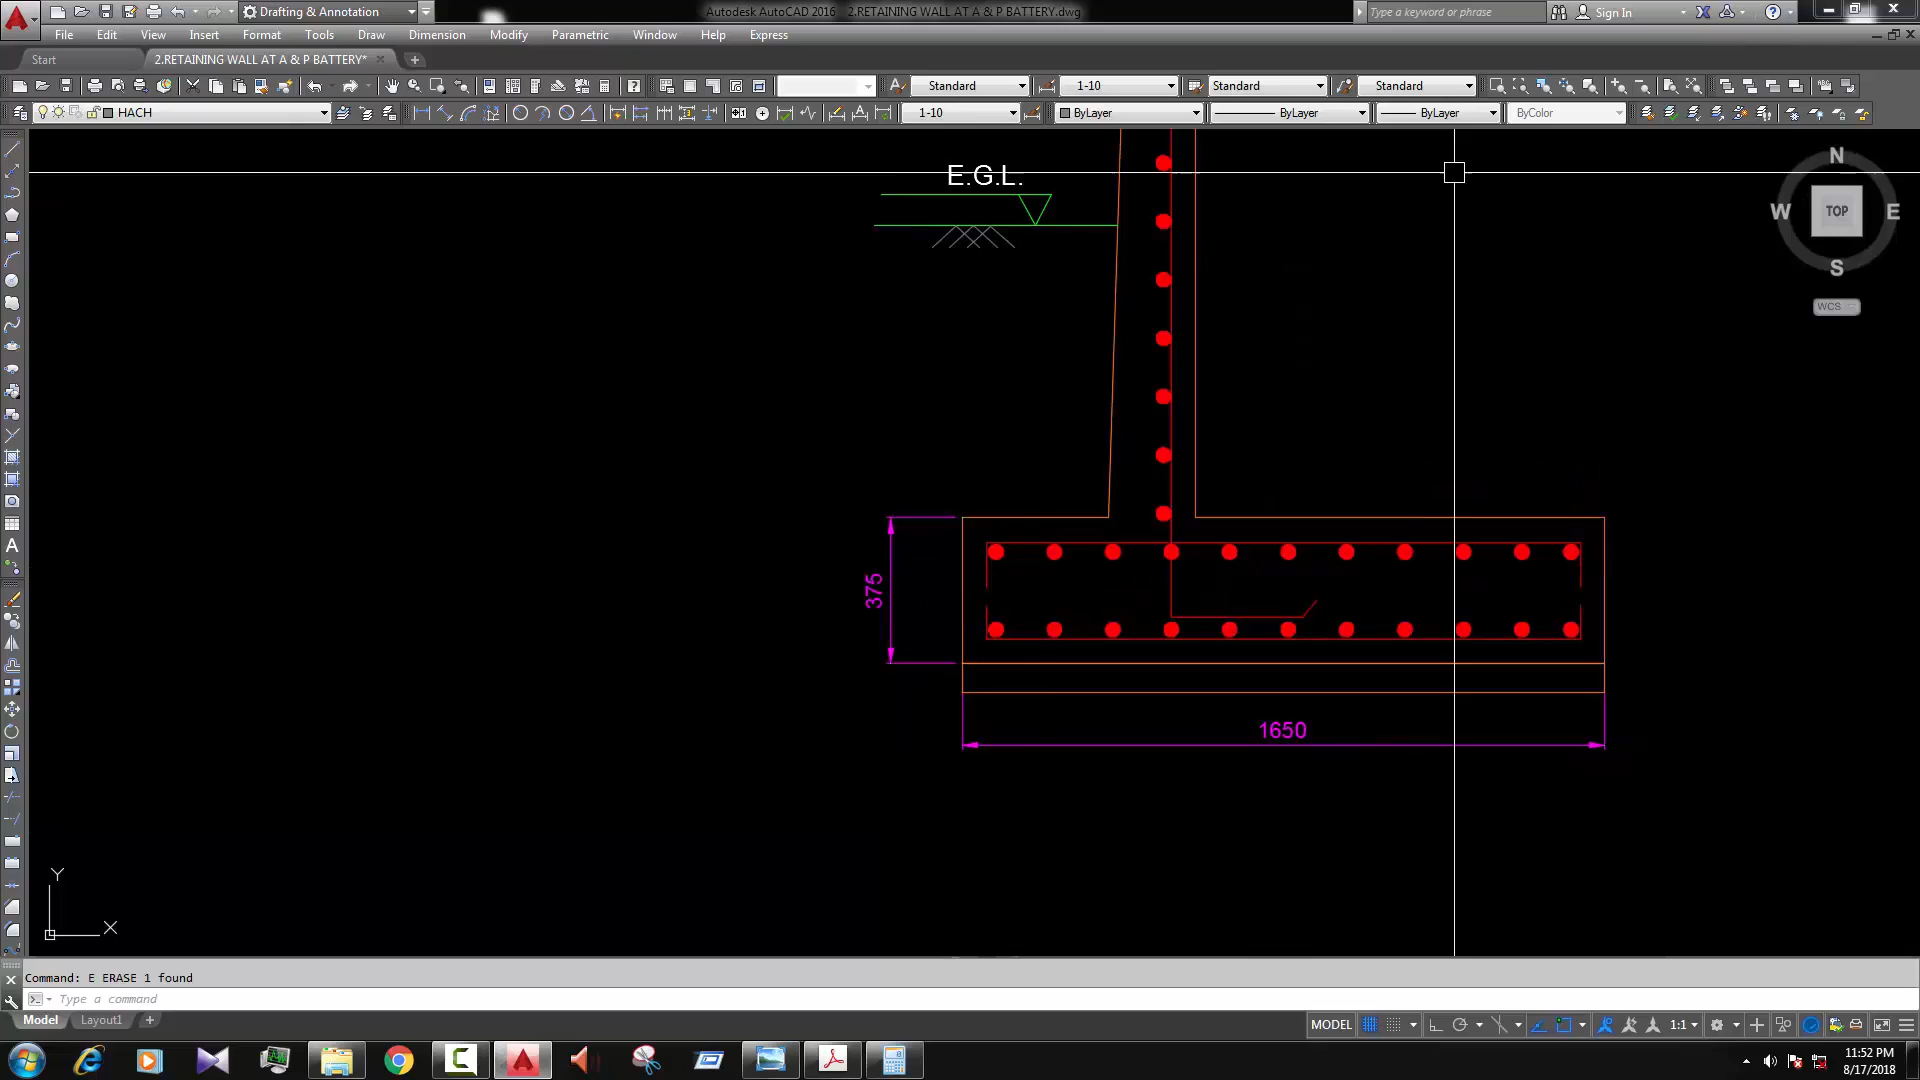 Drafting & Annotation
Autodesk AutoCAD 2016 2.RETAINING WALL AT A & P BATTERY.dwg
Type a keyword or phrase
Sign In
File Edit View Insert Format Tools Draw Dimension Modify Parametric Window Help Express
Start
2.RETAINING WALL AT A & P BATTERY*
Standard
1-10
Standard
Standard
HACH
1-10
ByLayer
ByLayer
ByLayer
ByColor
E.G.L.
N
W
TOP
E
S
WCS
375
1650
Y
X
Command: E ERASE 1 found
Type a command
Model Layout1
MODEL
1:1
11:52 PM
8/17/2018